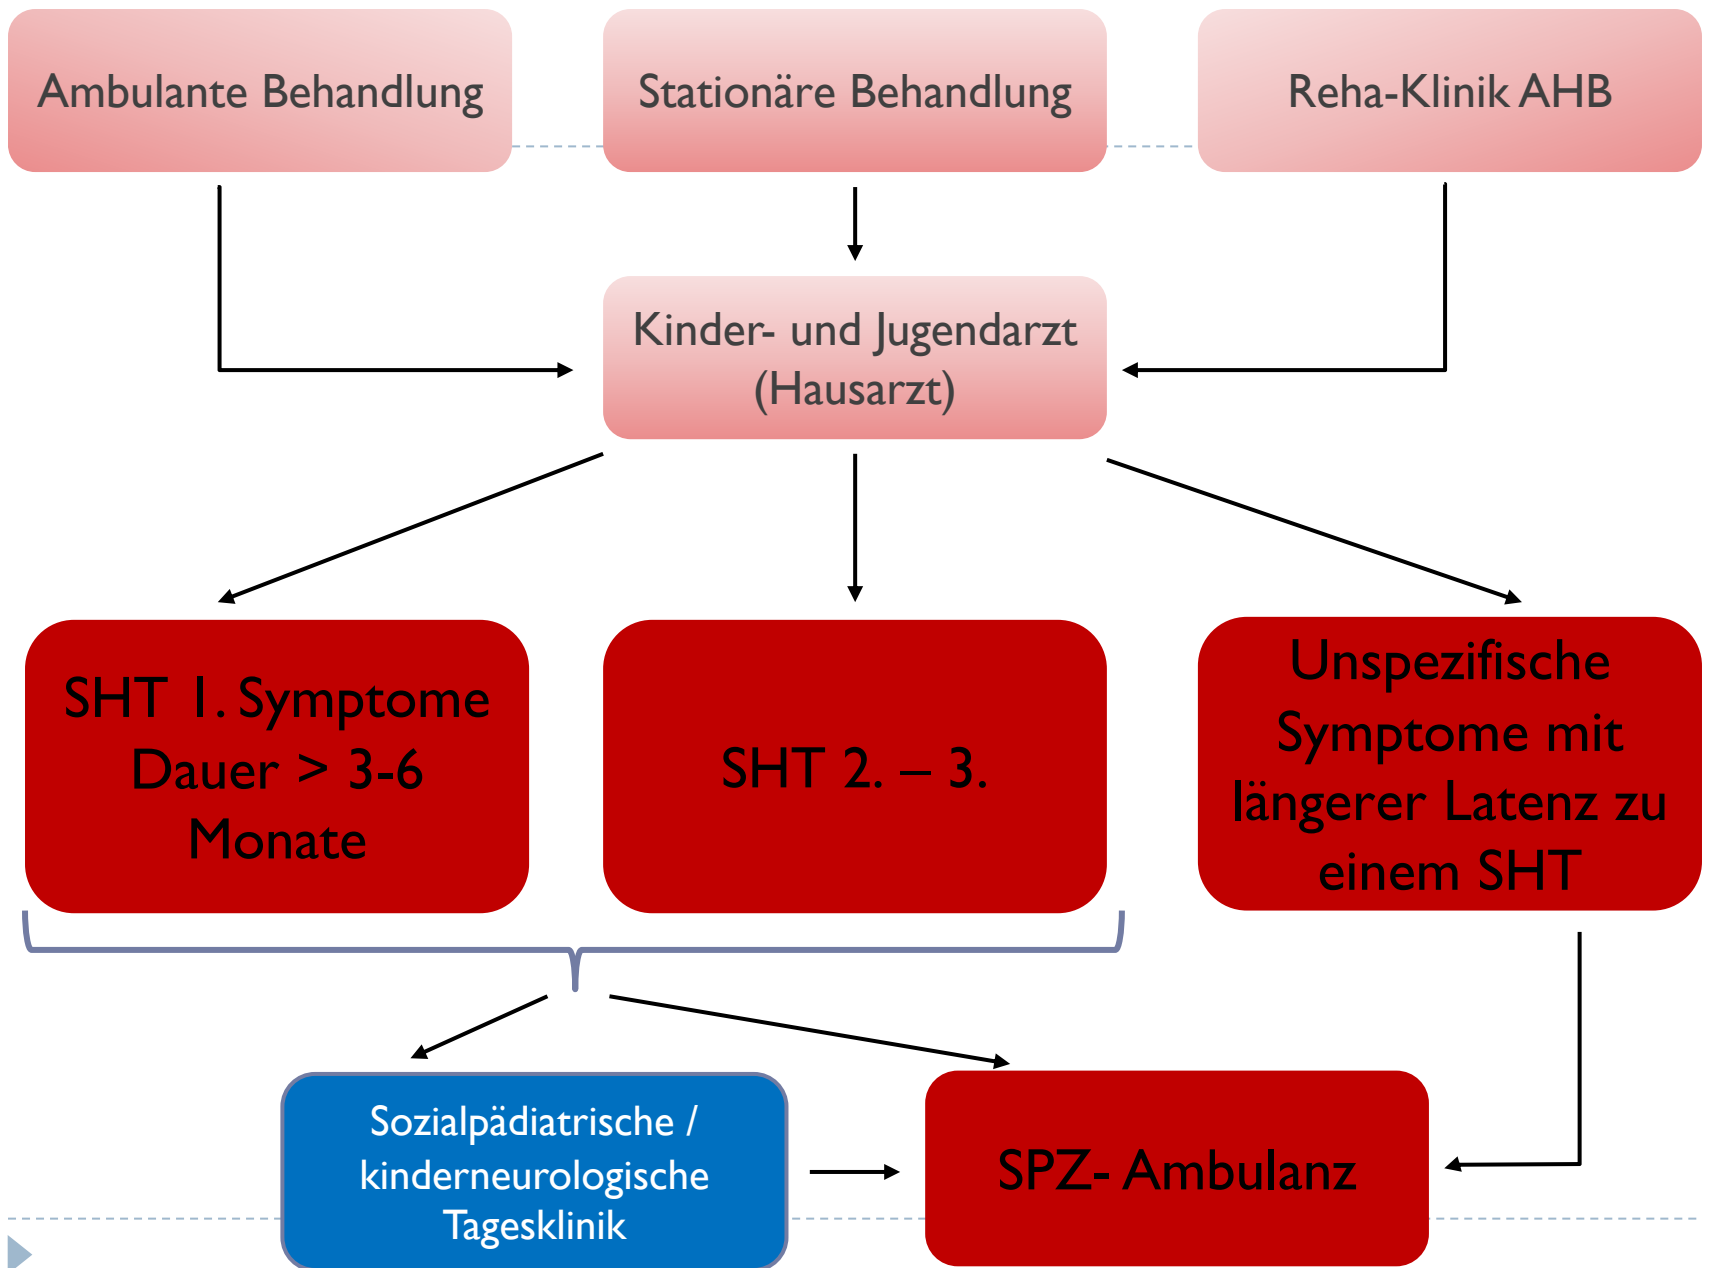 Ambulante Behandlung
Stationäre Behandlung
Reha-Klinik AHB
Kinder- und Jugendarzt
(Hausarzt)
SHT 1. Symptome
Dauer > 3-6
Monate
SHT 2. – 3.
Unspezifische
Symptome mit
längerer Latenz zu
einem SHT
Sozialpädiatrische /
kinderneurologische
Tagesklinik
SPZ- Ambulanz